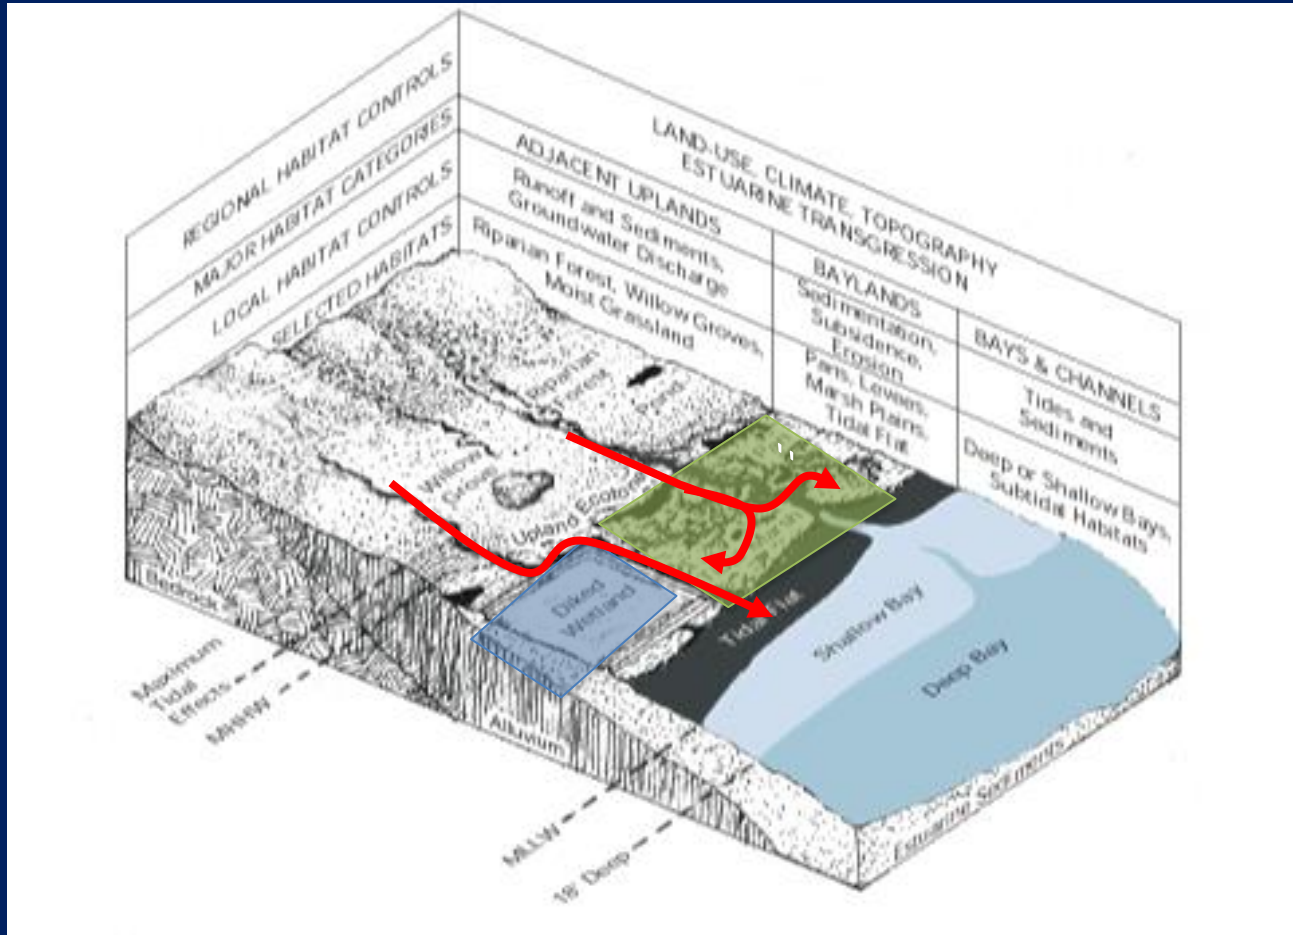 REGIONAL HABITAT CONTROLS
MAJOR HABITAT CATEGORIES
LOCAL HABITAT CONTROLS
SELECTED HABITATS
LAND-USE, CLIMATE, TOPOGRAPHY
ESTUARINE TRANSGRESSION
ADJACENT UPLANDS
Runoff and Sediments,
Groundwater Discharge
Riparian Forest, Willow Groves,
Moist Grassland
BAYLANDS
Sedimentation,
Subsidence,
Erosion
Pans, Levees,
Marsh Plains,
Tidal Flat
BAYS & CHANNELS
Tides and
Sediments
Deep or Shallow Bays,
Subtidal Habitats
Riparian
Forest
Pond
Willow
Grove
Upland Ecotone
Diked
Wetland
Tidal Flat
Shallow Bay
Deep Bay
Bedrock
Alluvium
Estuarine Sediments
Maximum
Tidal
Effects
MHHW
MLLW
18' Deep